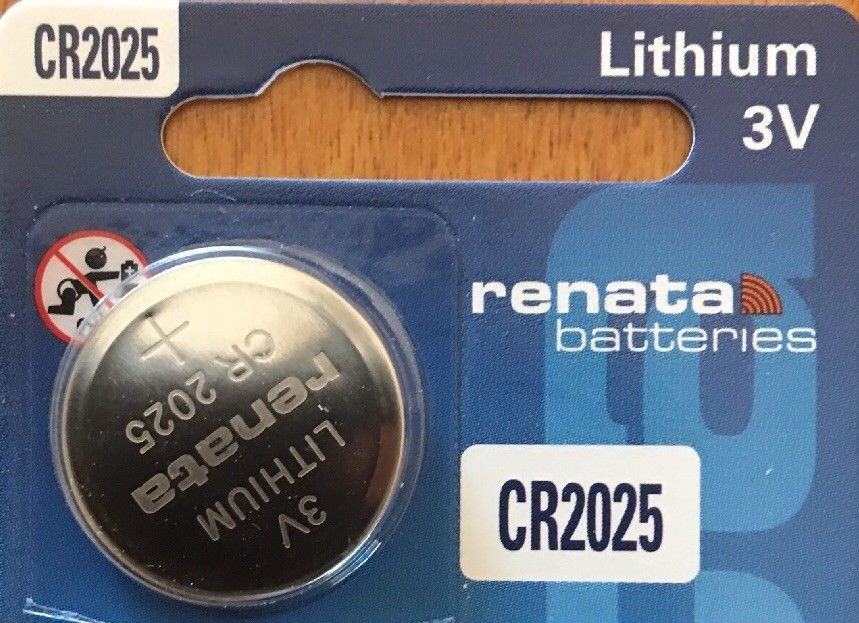 CR2025
Lithium
3V
renata
batteries
CR2025
+
CR 2025
renata
LITHIUM
3V